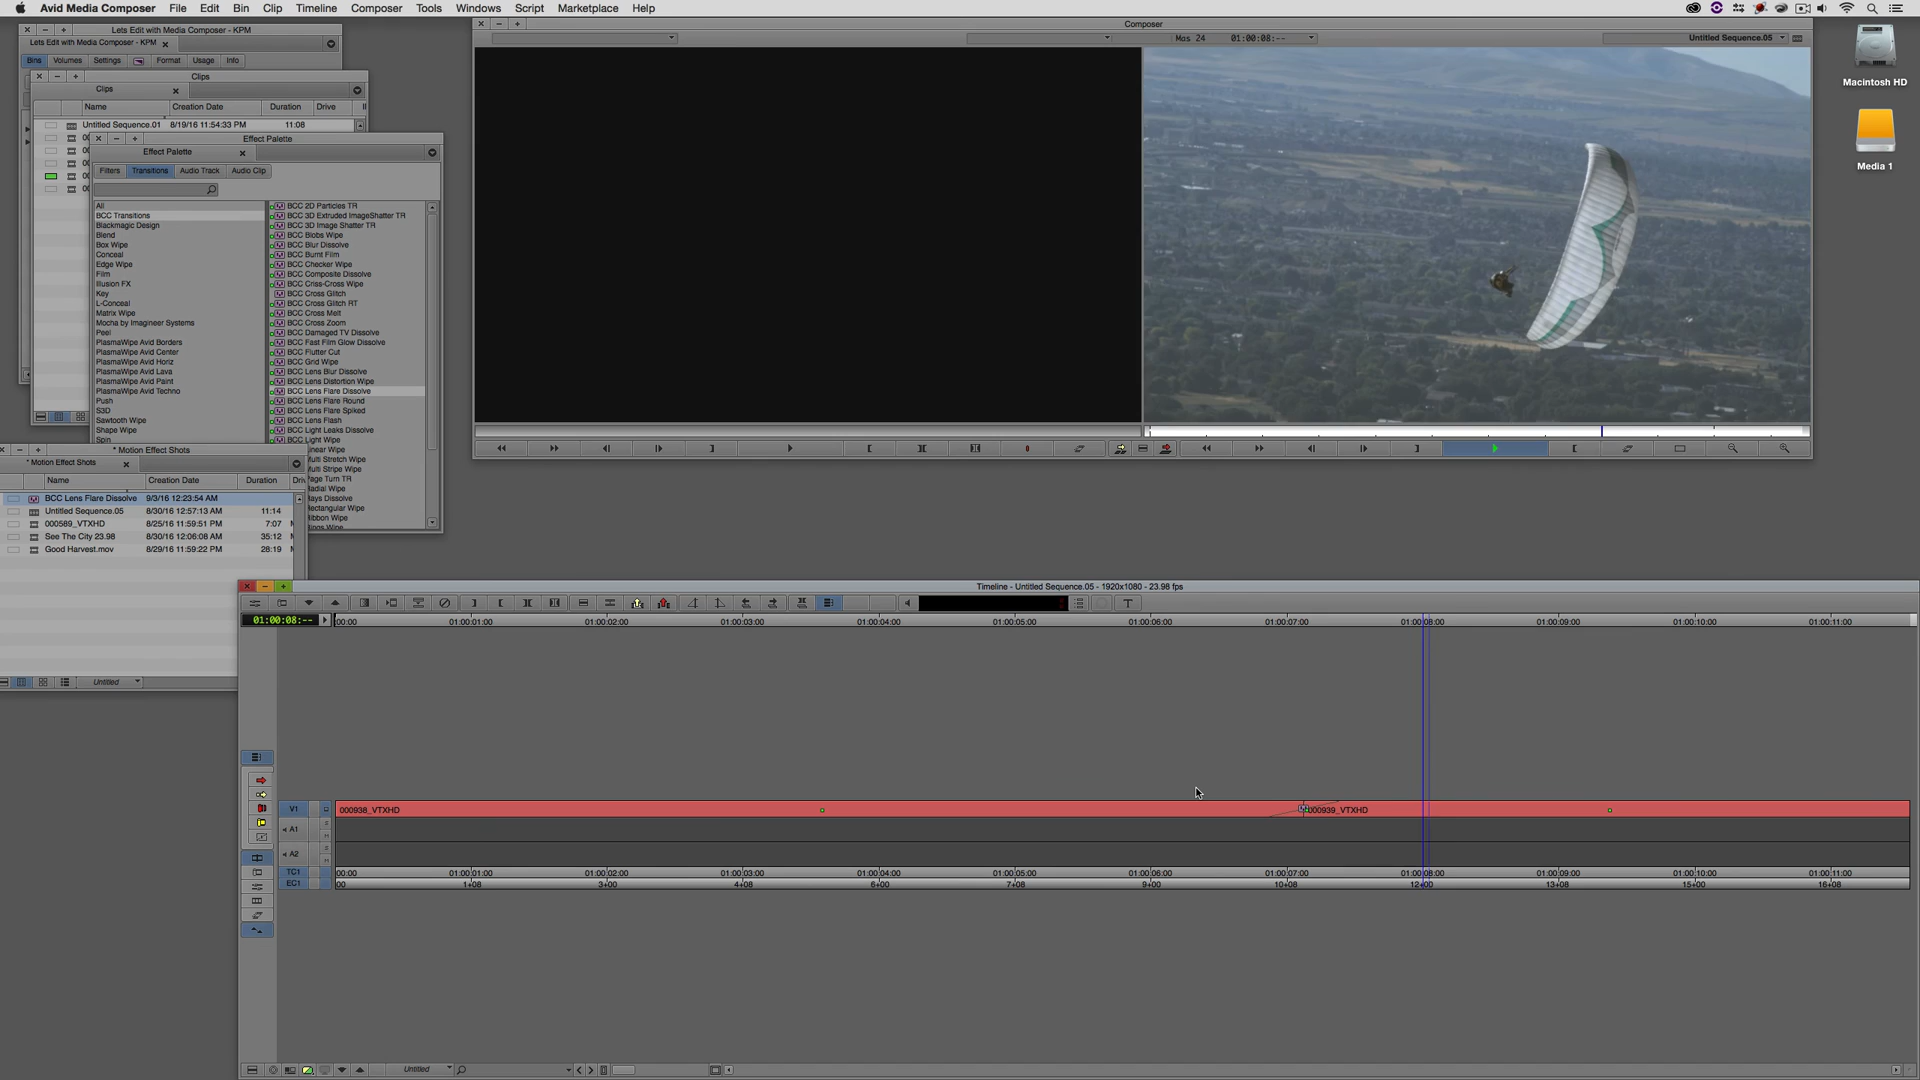 Avid Media Composer File Edit Bin Clip Timeline Composer Tools Windows Script Marketplace Help
Lets Edit with Media Composer - KPM
Lets Edit with Media Composer - KPM
Bins Volumes Settings Format Usage Info
Clips
Clips
Name Creation Date Duration Drive
Untitled Sequence.01 8/19/16 11:54:33 PM 11:08
Effect Palette
Effect Palette
Filters Transitions Audio Track Audio Clip
All
BCC Transitions
Blackmagic Design
Blend
Box Wipe
Conceal
Edge Wipe
Film
Illusion FX
Key
L-Conceal
Matrix Wipe
Mocha by Imagineer Systems
Peel
PlasmaWipe Avid Borders
PlasmaWipe Avid Center
PlasmaWipe Avid Horiz
PlasmaWipe Avid Lava
PlasmaWipe Avid Paint
PlasmaWipe Avid Techno
Push
S3D
Sawtooth Wipe
Shape Wipe
Spin
BCC 2D Particles TR
BCC 3D Extruded ImageShatter TR
BCC 3D Image Shatter TR
BCC Blobs Wipe
BCC Blur Dissolve
BCC Burnt Film
BCC Checker Wipe
BCC Composite Dissolve
BCC Criss-Cross Wipe
BCC Cross Glitch
BCC Cross Glitch RT
BCC Cross Melt
BCC Cross Zoom
BCC Damaged TV Dissolve
BCC Fast Film Glow Dissolve
BCC Flutter Cut
BCC Grid Wipe
BCC Lens Blur Dissolve
BCC Lens Distortion Wipe
BCC Lens Flare Dissolve
BCC Lens Flare Round
BCC Lens Flare Spiked
BCC Lens Flash
BCC Light Leaks Dissolve
BCC Light Wipe
Linear Wipe
Multi Stretch Wipe
Multi Stripe Wipe
Page Turn TR
Radial Wipe
Rays Dissolve
Rectangular Wipe
Ribbon Wipe
Rings Wipe
* Motion Effect Shots
* Motion Effect Shots
Name Creation Date Duration Dri
BCC Lens Flare Dissolve 9/3/16 12:23:54 AM
Untitled Sequence.05 8/30/16 12:57:13 AM 11:14
000589_VTXHD 8/25/16 11:59:51 PM 7:07
See The City 23.98 8/30/16 12:06:08 AM 35:12
Good Harvest.mov 8/29/16 11:59:22 PM 28:19
Untitled
Composer
Mas 24 01:00:08:-- Untitled Sequence.05
Macintosh HD
Media 1
Timeline - Untitled Sequence.05 - 1920x1080 - 23.98 fps
01:00:08:-- 00:00 01:00:01:00 01:00:02:00 01:00:03:00 01:00:04:00 01:00:05:00 01:00:06:00 01:00:07:00 01:00:08:00 01:00:09:00 01:00:10:00 01:00:11:00
V1 000938_VTXHD 000939_VTXHD
A1
A2
TC1 00:00 01:00:01:00 01:00:02:00 01:00:03:00 01:00:04:00 01:00:05:00 01:00:06:00 01:00:07:00 01:00:08:00 01:00:09:00 01:00:10:00 01:00:11:00
EC1 00 1+08 3+00 4+08 6+00 7+08 9+00 10+08 12+00 13+08 15+00 16+08
Untitled